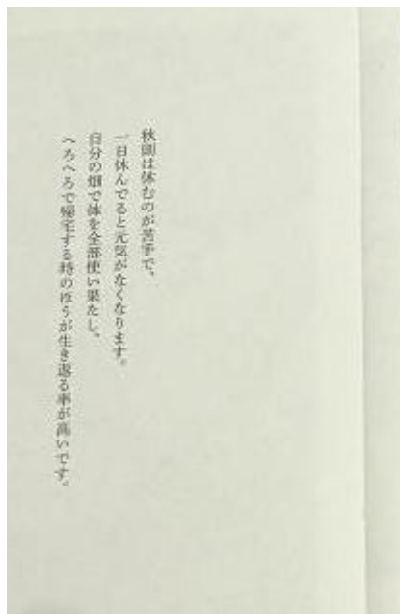 秋剛は休むのが苦手で、
一日休んでると元気がなくなります。
自分の畑で体を全部使い果たし、
へろへろで帰宅する時のほうが生き返る率が高いです。